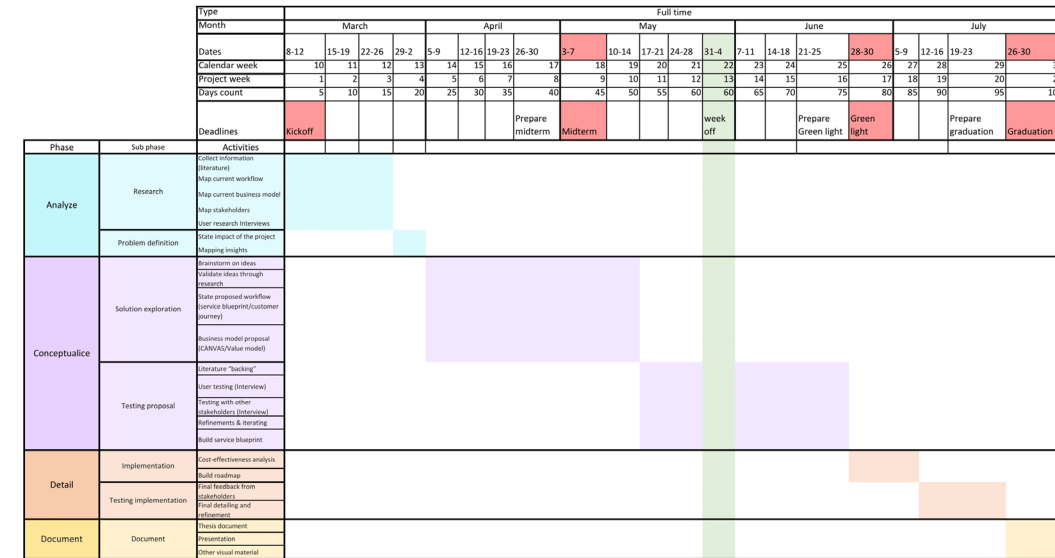 Type Full time
Month March April May June July
Dates 8-12 15-19 22-26 29-2 5-9 12-16 19-23 26-30 3-7 10-14 17-21 24-28 31-4 7-11 14-18 21-25 28-30 5-9 12-16 19-23 26-30
Calendar week 10 11 12 13 14 15 16 17 18 19 20 21 22 23 24 25 26 27 28 29
Project week 1 2 3 4 5 6 7 8 9 10 11 12 13 14 15 16 17 18 19 20
Days count 5 10 15 20 25 30 35 40 45 50 55 60 60 65 70 75 80 85 90 95
Prepare week Prepare Green Prepare
Deadlines Kickoff midterm Midterm off Green light light graduation Graduation
Phase Sub phase Activities
Analyze
Research
Collect information
(literature)
Map current workflow
Map current business model
Map stakeholders
User research Interviews
Problem definition
State impact of the project
Mapping insights
Conceptualice
Solution exploration
Brainstorm on ideas
Validate ideas through
research
State proposed workflow
(service blueprint/customer
journey)
Business model proposal
(CANVAS/Value model)
Testing proposal
Literature "backing"
User testing (Interview)
Testing with other
stakeholders (Interview)
Refinements & iterating
Build service blueprint
Detail
Implementation
Cost-effectiveness analysis
Build roadmap
Testing implementation
Final feedback from
stakeholders
Final detailing and
refinement
Document
Document
Thesis document
Presentation
Other visual material